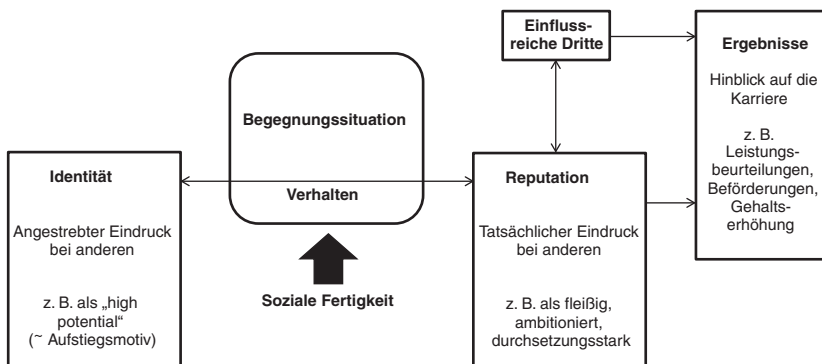 Einfluss-
reiche Dritte
Ergebnisse
Hinblick auf die
Karriere
z. B.
Leistungs-
beurteilungen,
Beförderungen,
Gehalts-
erhöhung
Begegnungssituation
Verhalten
Identität
Angestrebter Eindruck
bei anderen
z. B. als „high
potential“
(~ Aufstiegsmotiv)
Soziale Fertigkeit
Reputation
Tatsächlicher Eindruck
bei anderen
z. B. als fleißig,
ambitioniert,
durchsetzungsstark